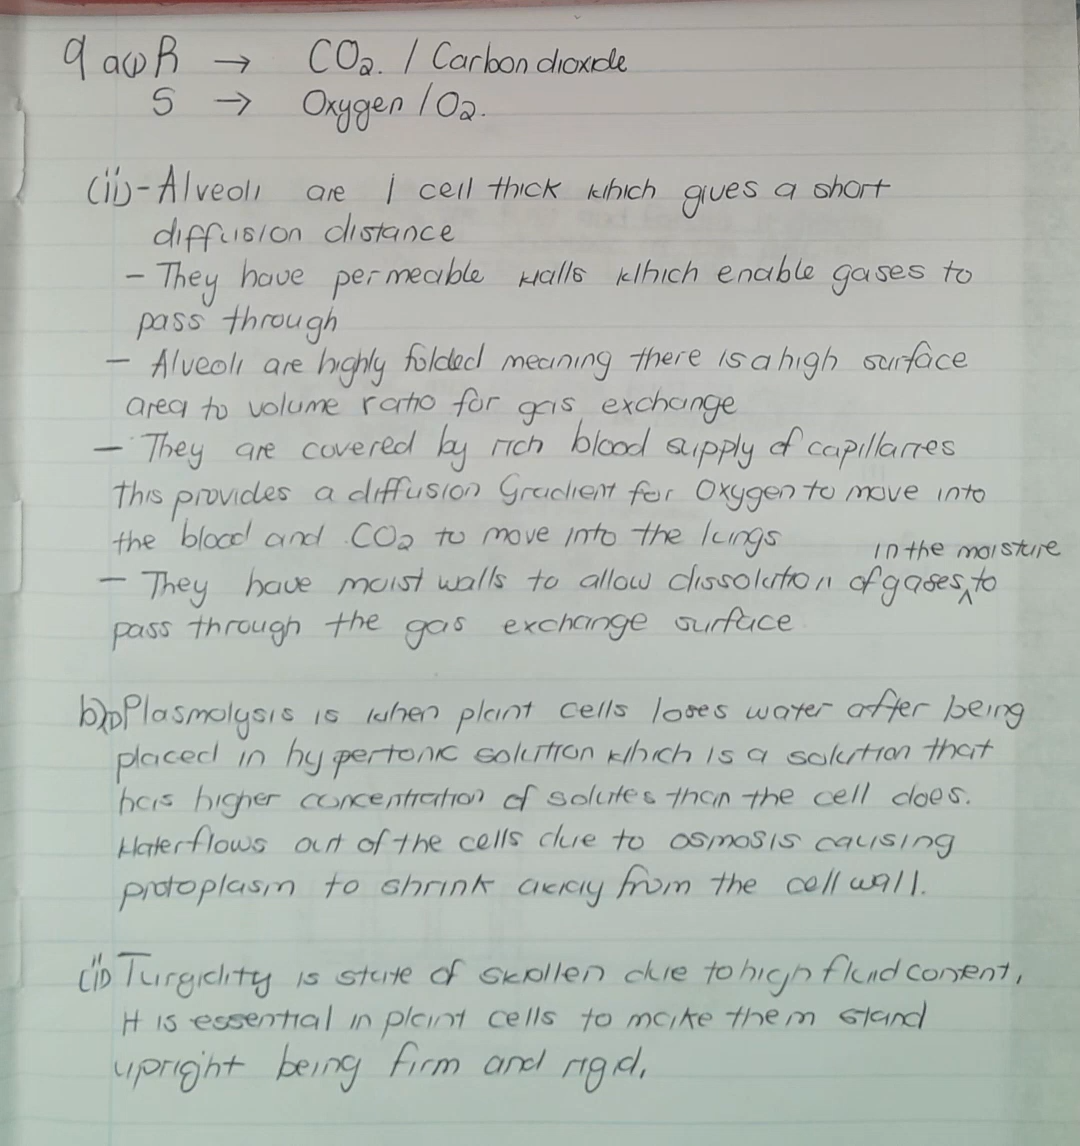 9 a(i) R → CO2. / Carbon dioxide
S → Oxygen / O2.
(ii) - Alveoli are 1 cell thick which gives a short
diffusion distance
- They have permeable walls which enable gases to
pass through
- Alveoli are highly folded meaning there is a high surface
area to volume ratio for gas exchange
- They are covered by rich blood supply of capillarres
This provides a diffusion Gradient for Oxygen to move into
the blood and CO2 to move into the lungs
in the moisture
- They have moist walls to allow dissolution of gases^ to
pass through the gas exchange surface
b)(i) Plasmolysis is when plant cells loses water after being
placed in hypertonic solution which is a solution that
has higher concentration of solutes than the cell does.
Water flows out of the cells due to osmosis causing
protoplasm to shrink away from the cell wall.
(ii) Turgidity is state of swollen due to high fluid content,
It is essential in plant cells to make them stand
upright being firm and rigid,